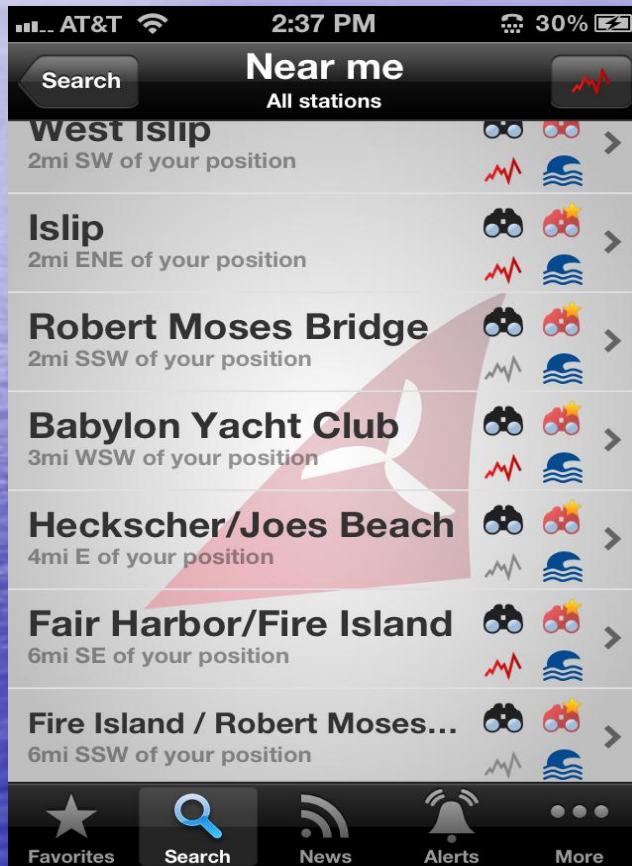 AT&T 2:37 PM 30%
Search Near me
All stations
West Islip
2mi SW of your position
Islip
2mi ENE of your position
Robert Moses Bridge
2mi SSW of your position
Babylon Yacht Club
3mi WSW of your position
Heckscher/Joes Beach
4mi E of your position
Fair Harbor/Fire Island
6mi SE of your position
Fire Island / Robert Moses...
6mi SSW of your position
Favorites Search News Alerts More